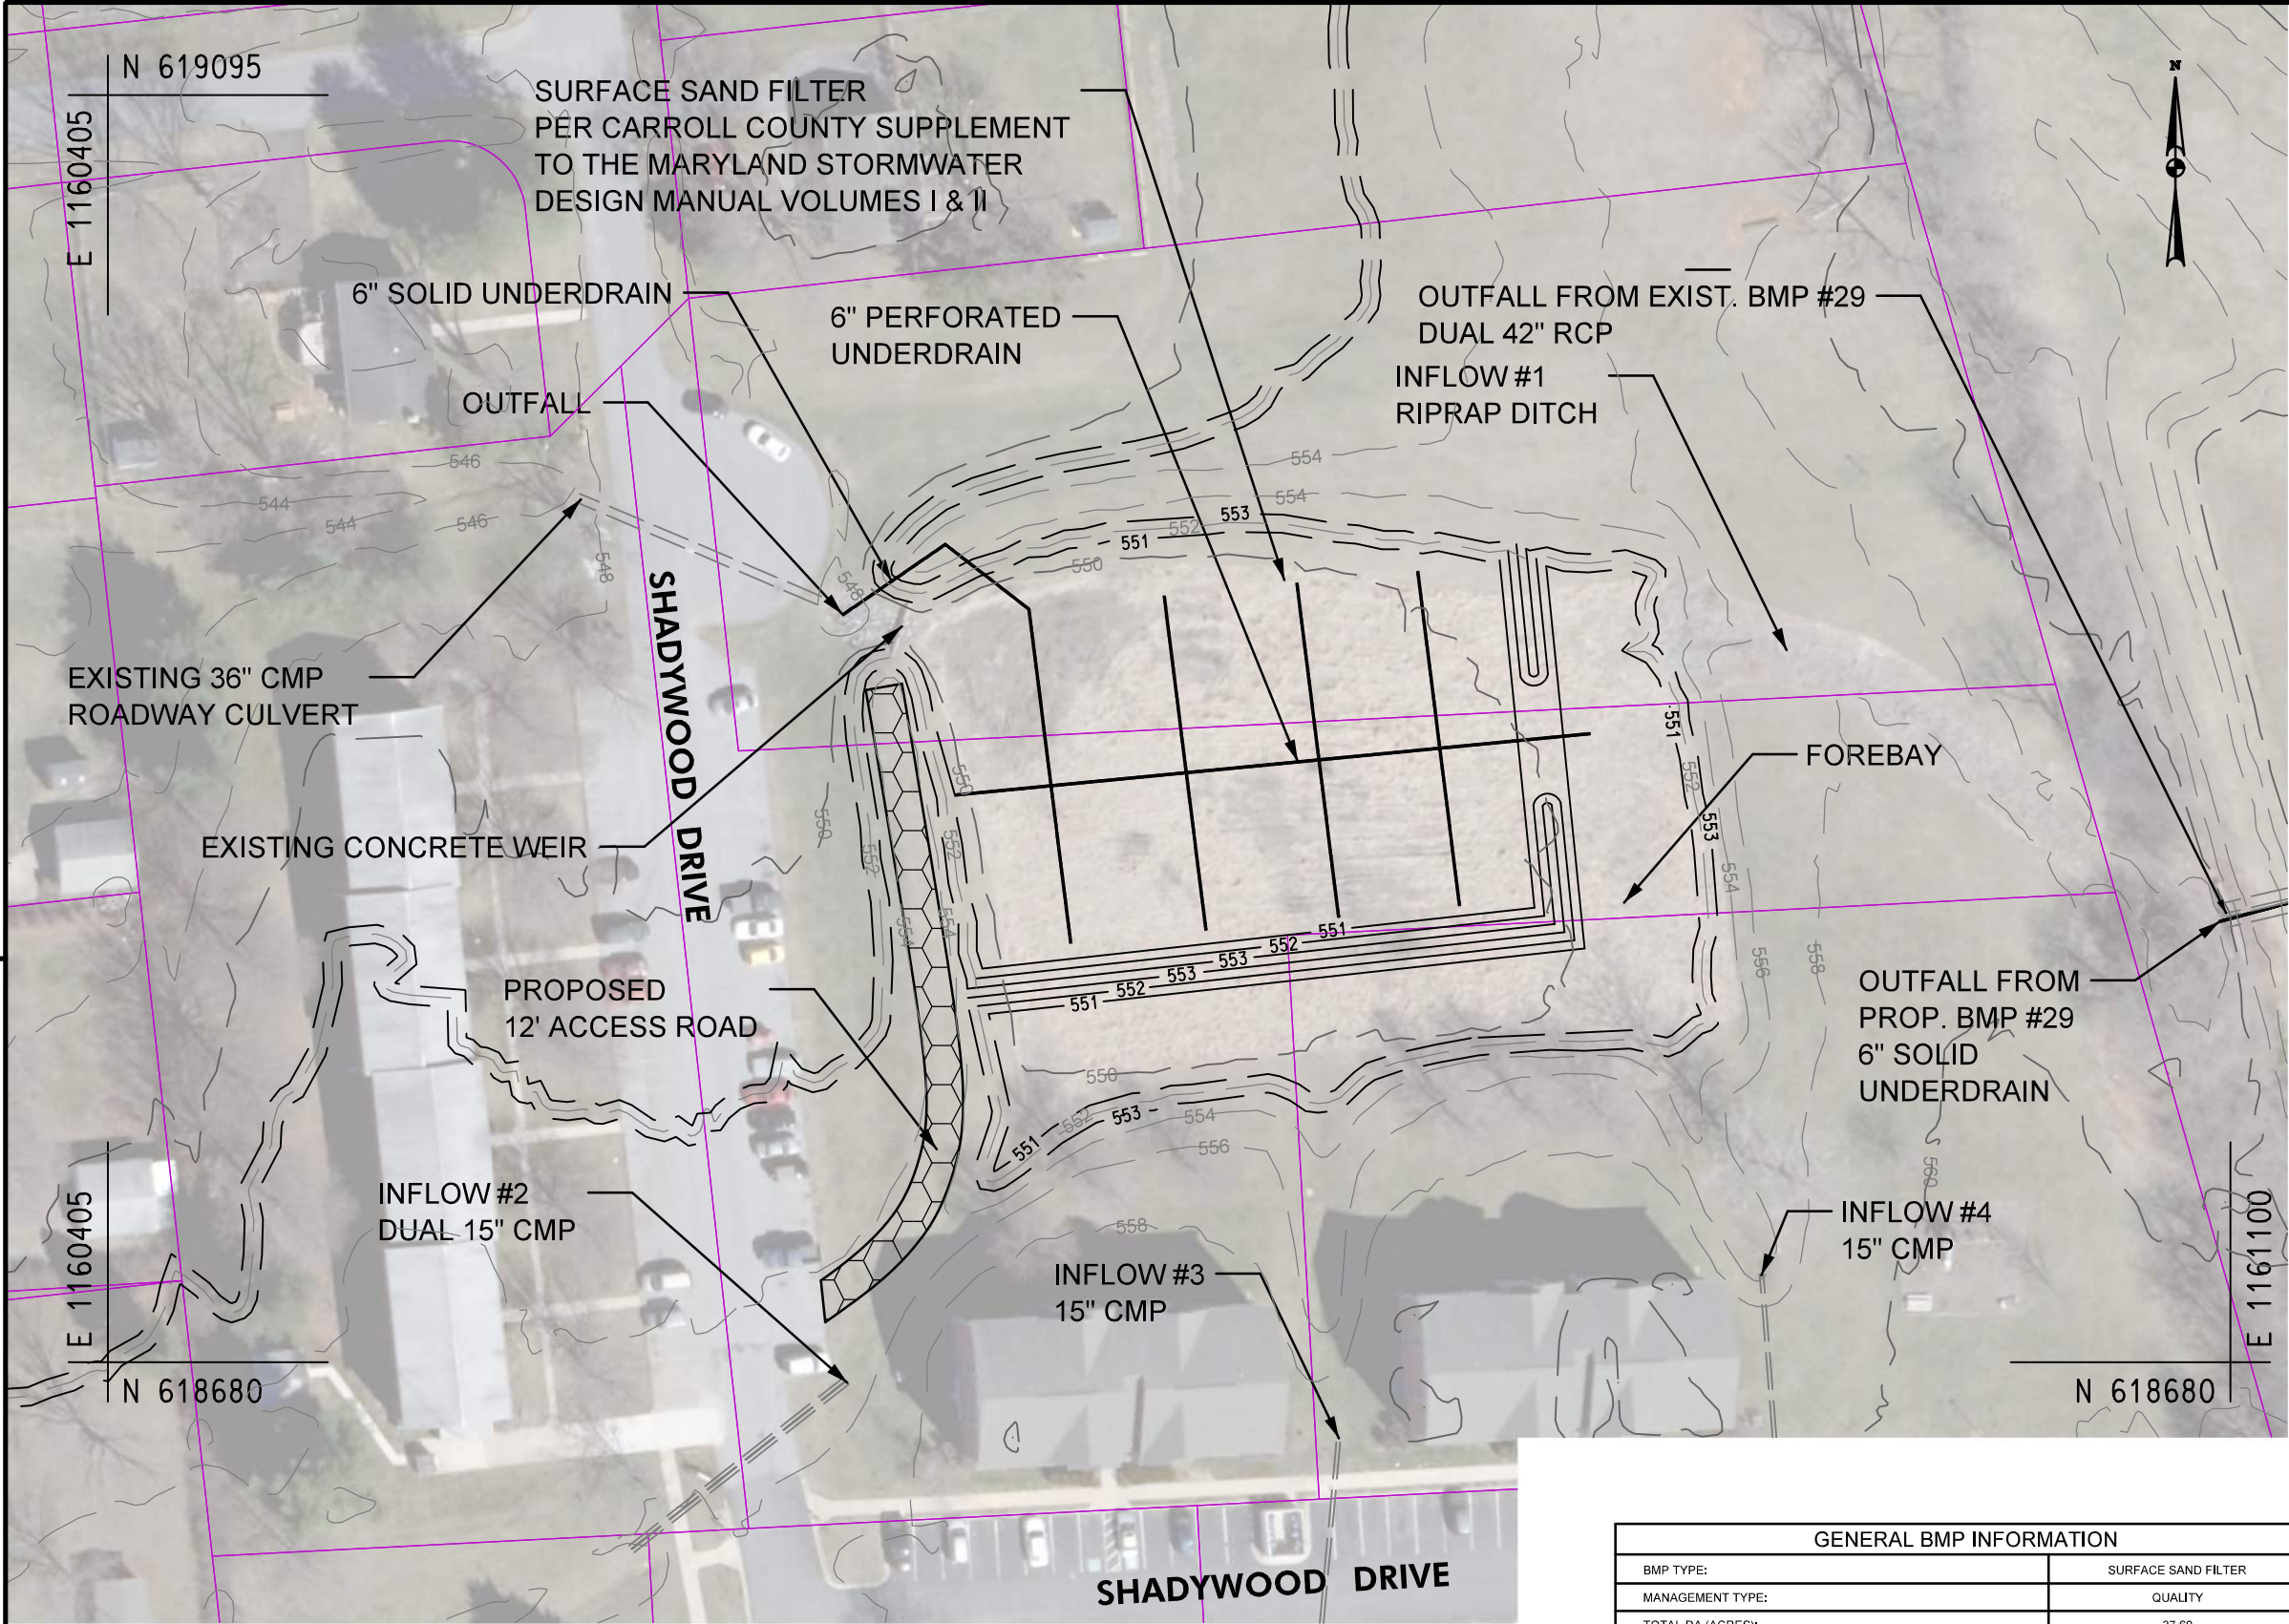 N 619095
E 1160405
SURFACE SAND FILTER
PER CARROLL COUNTY SUPPLEMENT
TO THE MARYLAND STORMWATER
DESIGN MANUAL VOLUMES I & II
N
6" SOLID UNDERDRAIN
6" PERFORATED
UNDERDRAIN
OUTFALL FROM EXIST. BMP #29
DUAL 42" RCP
INFLOW #1
RIPRAP DITCH
OUTFALL
546
544
544
546
548
548
554
554
553
552
551
550
EXISTING 36" CMP
ROADWAY CULVERT
SHADYWOOD DRIVE
551
552
553
554
556
558
FOREBAY
EXISTING CONCRETE WEIR
550
552
554
550
552
554
551
552
553
553
552
551
PROPOSED
12' ACCESS ROAD
OUTFALL FROM
PROP. BMP #29
6" SOLID
UNDERDRAIN
550
551
552
553
554
556
558
560
INFLOW #2
DUAL 15" CMP
INFLOW #3
15" CMP
INFLOW #4
15" CMP
E 1160405
N 618680
E 1161100
N 618680
SHADYWOOD DRIVE
GENERAL BMP INFORMATION
BMP TYPE: SURFACE SAND FILTER
MANAGEMENT TYPE: QUALITY